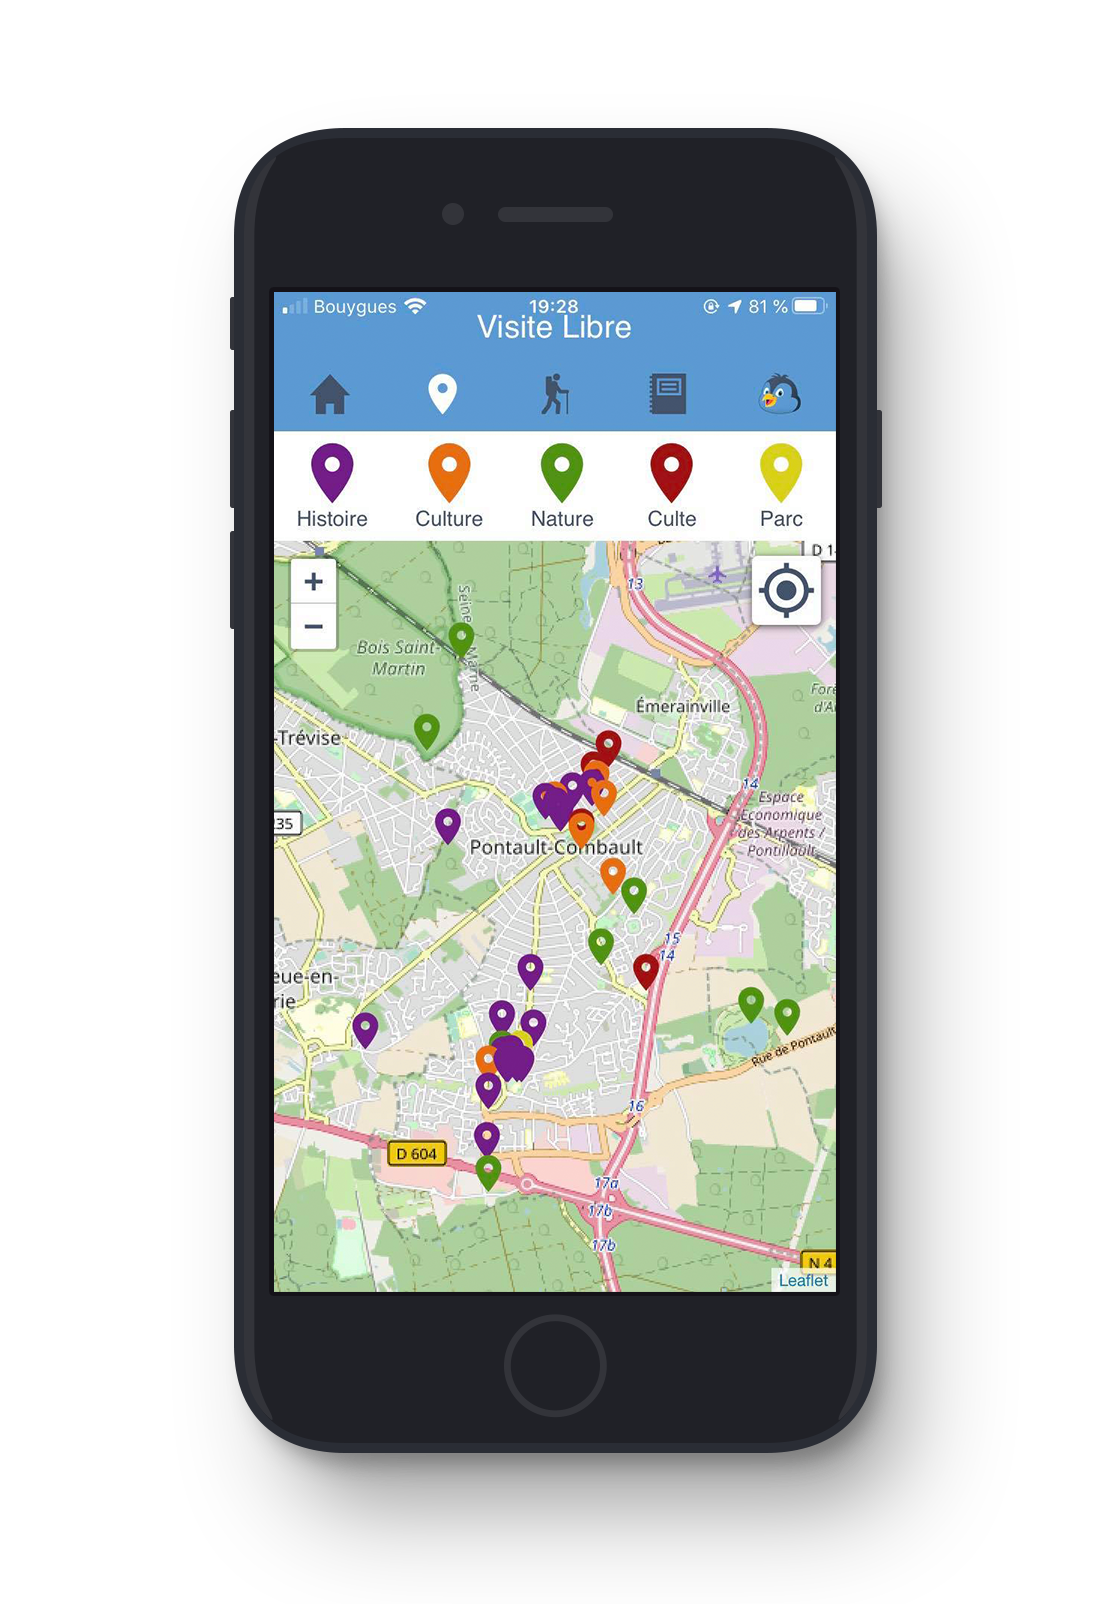 Bouygues 19:28 81 %
Visite Libre
Histoire Culture Nature Culte Parc
D 1
13
+
−
Seine
Marne
Bois Saint-
Martin
Émerainville
-Trévise
14
Espace
Économique
des Arpents /
Pontillault
35
Pontault-Combault
15
14
eue-en-
rie
Rue de Pontault
16
D 604
17a
17b
17b
N 4
Leaflet